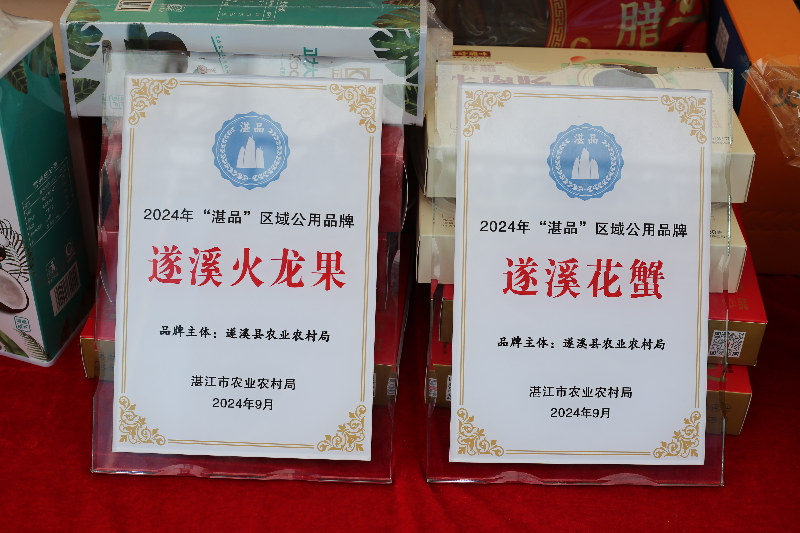 湛品
2024年“湛品”区域公用品牌
遂溪火龙果
品牌主体：遂溪县农业农村局
湛江市农业农村局
2024年9月
湛品
2024年“湛品”区域公用品牌
遂溪花蟹
品牌主体：遂溪县农业农村局
湛江市农业农村局
2024年9月
腊